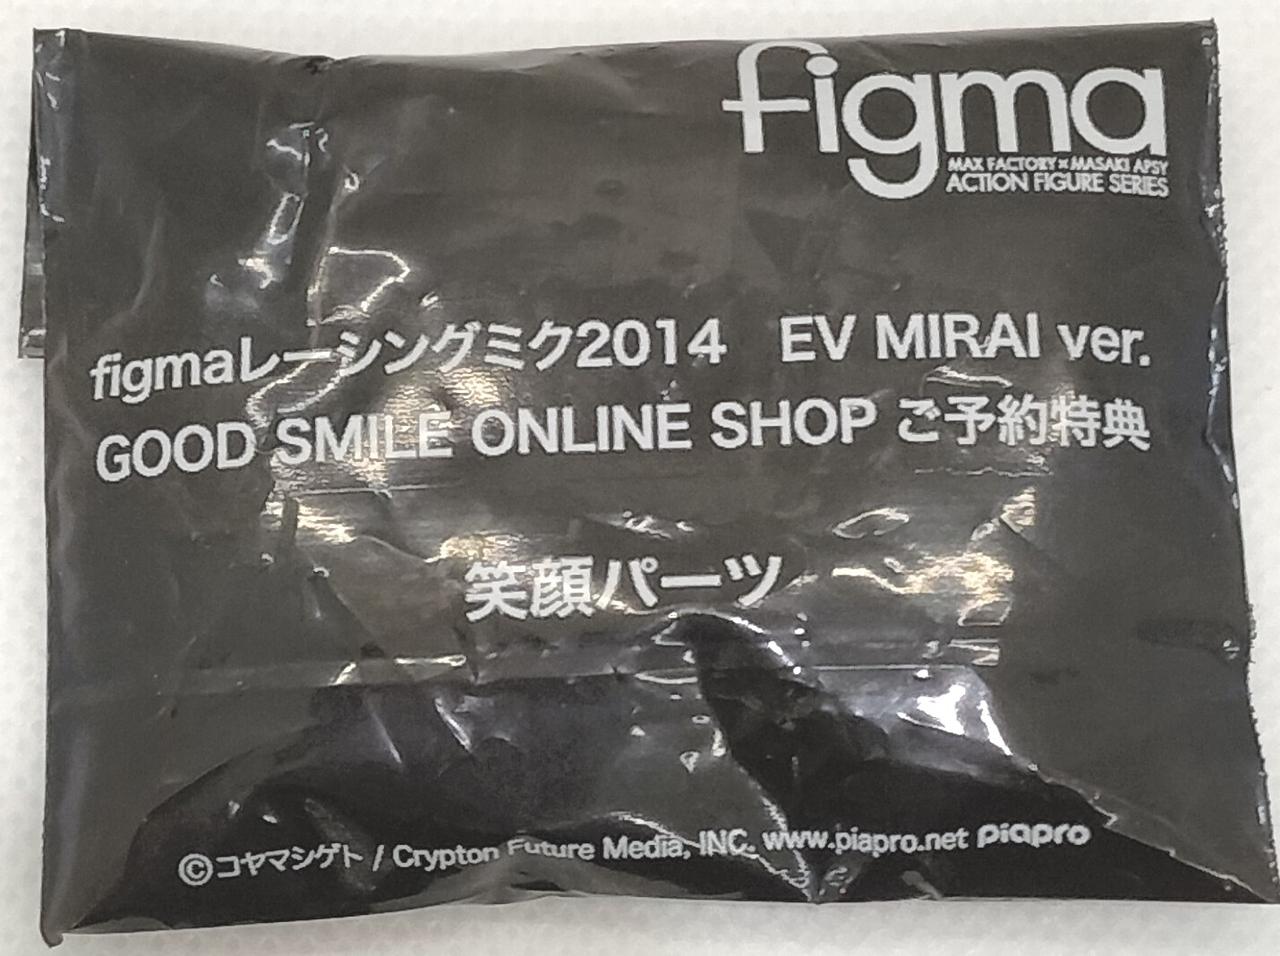 figma
MAX FACTORY×MASAKI APSY
ACTION FIGURE SERIES
figmaレーシングミク2014　EV MIRAI ver.
GOOD SMILE ONLINE SHOP ご予約特典
笑顔パーツ
©コヤマシゲト / Crypton Future Media, INC. www.piapro.net piapro